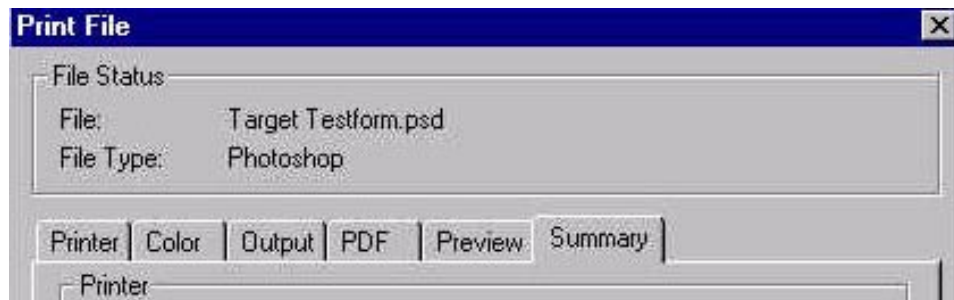 Print File
File Status
File: Target Testform.psd
File Type: Photoshop
Printer Color Output PDF Preview Summary
Printer